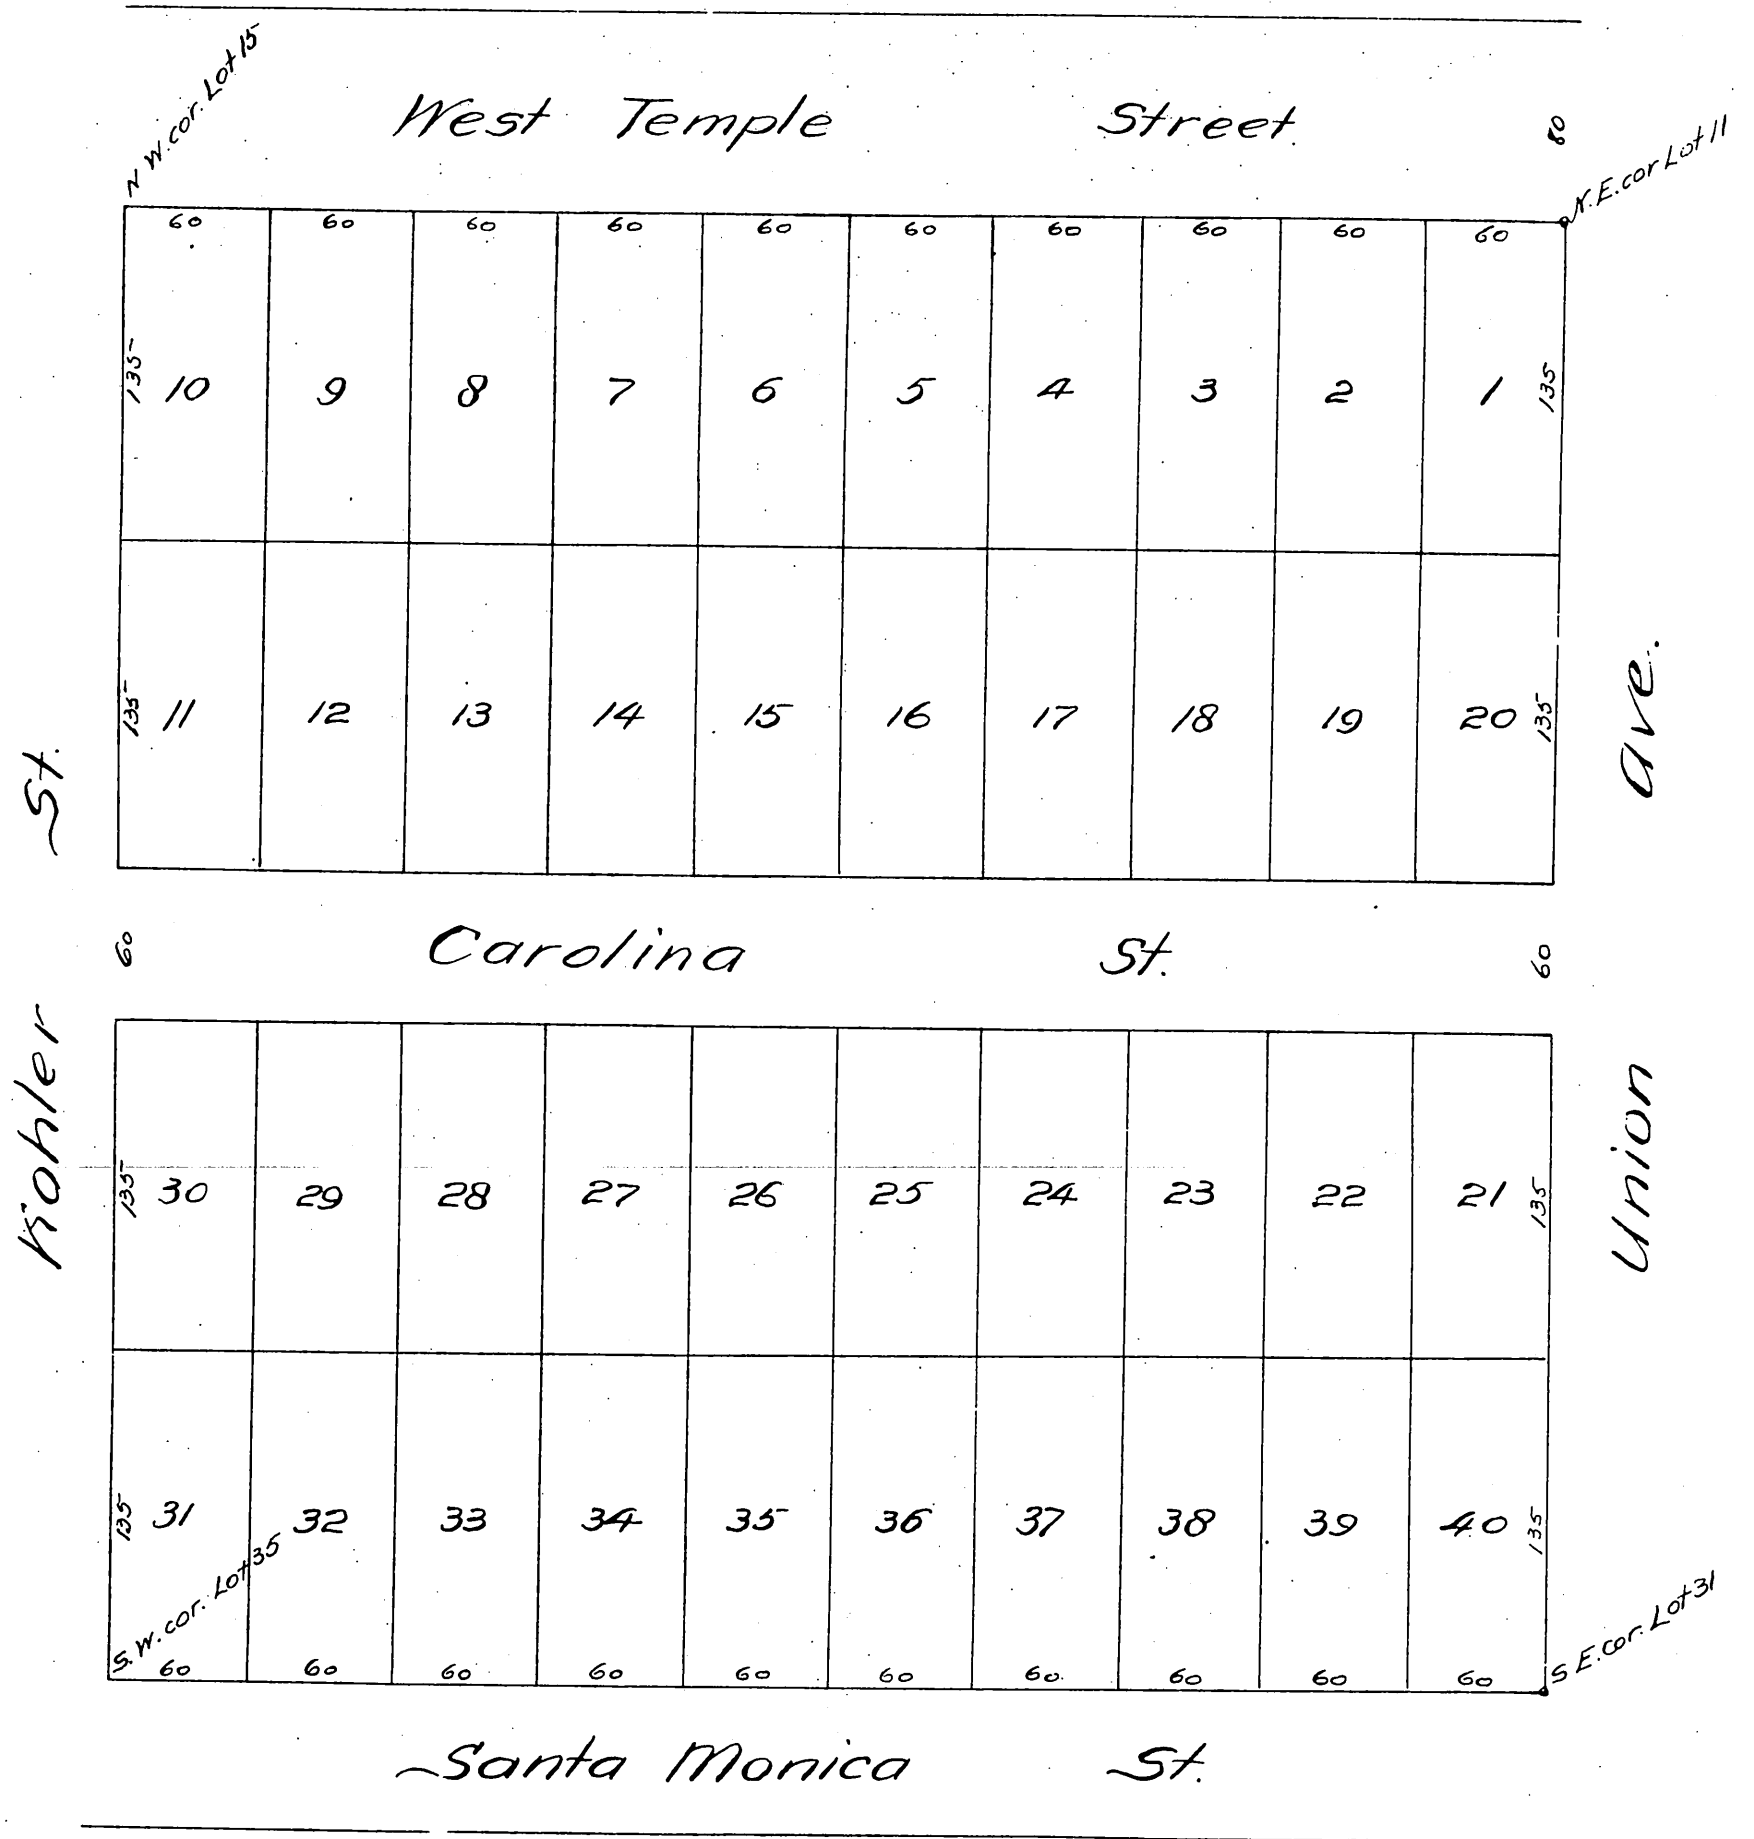 N W. cor. Lot 15
West Temple Street.
80
N. E. cor Lot 11
60 60 60 60 60 60 60 60 60 60
135 10 9 8 7 6 5 4 3 2 1 135
135 11 12 13 14 15 16 17 18 19 20 135
Kohler St.
Union Ave.
60 Carolina St. 60
135 30 29 28 27 26 25 24 23 22 21 135
135 31 32 33 34 35 36 37 38 39 40 135
S. W. cor. Lot 35
S E. cor. Lot 31
60 60 60 60 60 60 60 60 60 60
Santa Monica St.